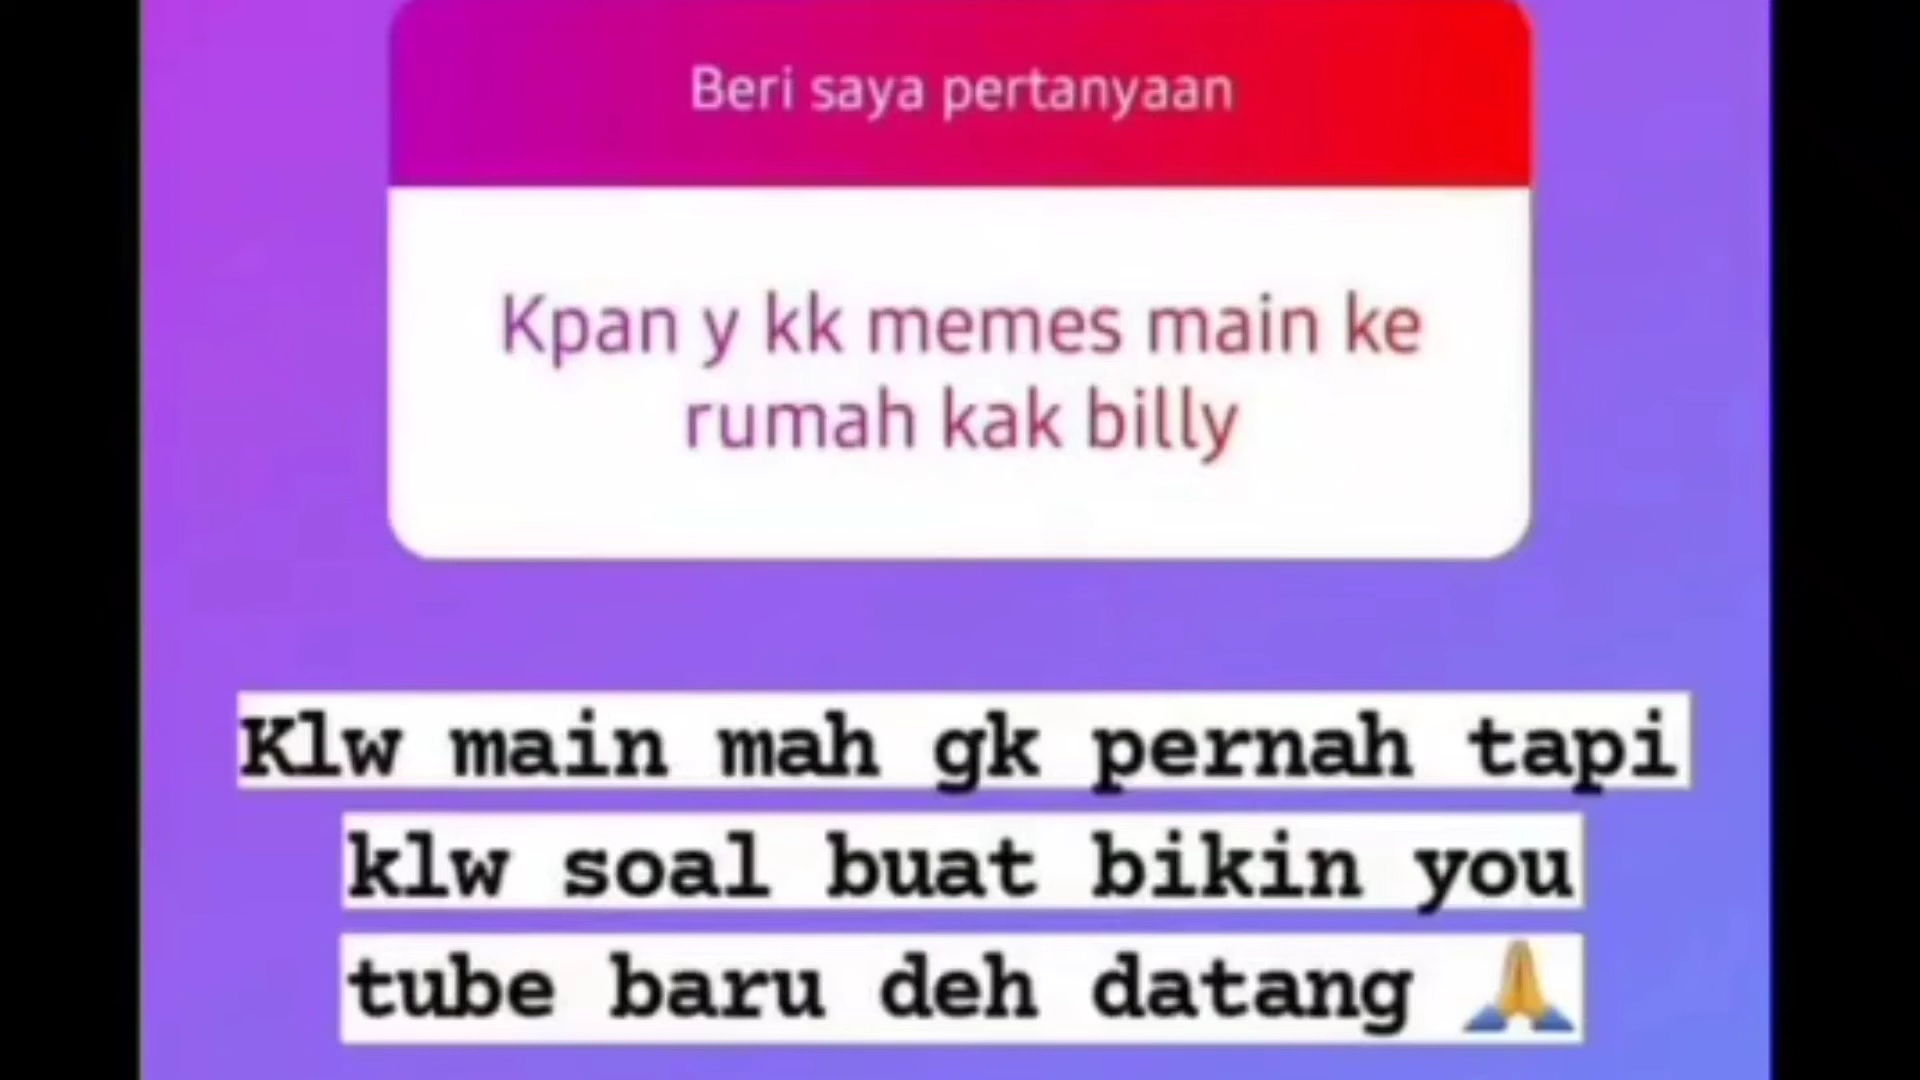 Beri saya pertanyaan
Kpan y kk memes main ke
rumah kak billy
Klw main mah gk pernah tapi
klw soal buat bikin you
tube baru deh datang 🙏